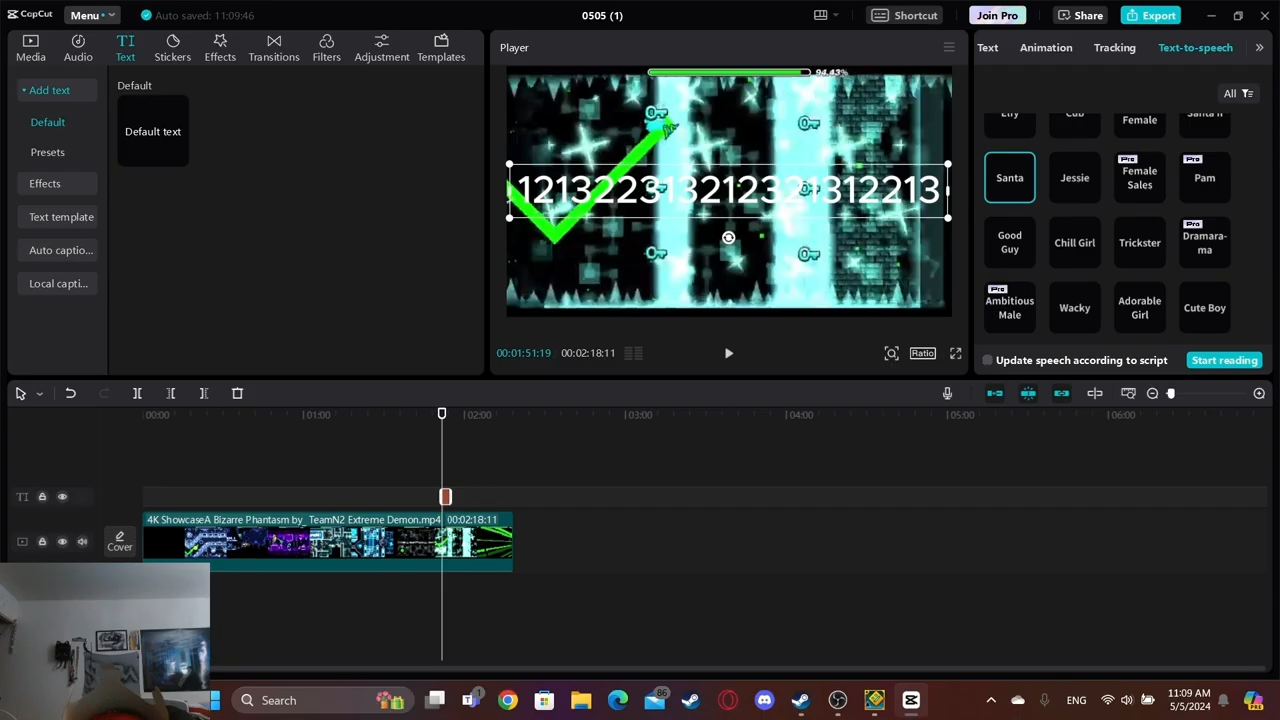 CapCut
Menu
Auto saved: 11:09:46
0505 (1)
Shortcut
Join Pro
Share
Export
Media
Audio
Text
Stickers
Effects
Transitions
Filters
Adjustment
Templates
Add text
Default
Presets
Effects
Text template
Auto captio...
Local capti...
Default
Default text
Player
94.43%
121322313212321312213
00:01:51:19
00:02:18:11
Ratio
Text
Animation
Tracking
Text-to-speech
All
Elfy
Cub
Female
Santa II
Santa
Jessie
Pro
Female Sales
Pro
Pam
Good Guy
Chill Girl
Trickster
Pro
Dramarama
Pro
Ambitious Male
Wacky
Adorable Girl
Cute Boy
Update speech according to script
Start reading
00:00
01:00
02:00
03:00
04:00
05:00
06:00
TI
Cover
4K ShowcaseA Bizarre Phantasm by_ TeamN2 Extreme Demon.mp4
00:02:18:11
Search
1
86
ENG
11:09 AM
5/5/2024